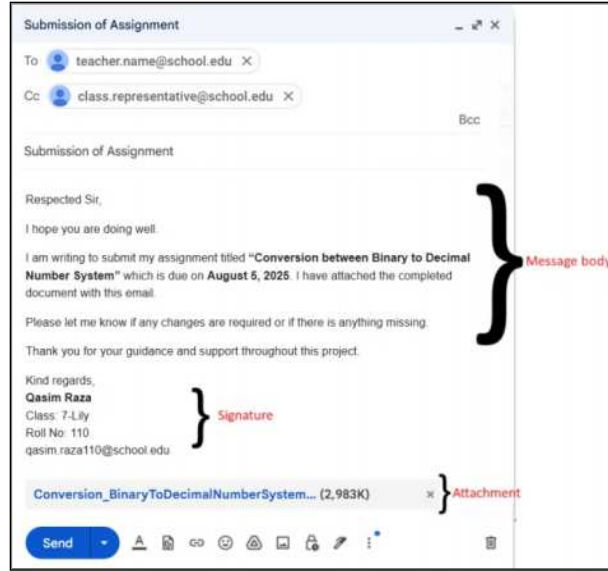 Submission of Assignment
To teacher.name@school.edu
Cc class.representative@school.edu
Bcc
Submission of Assignment
Respected Sir,
I hope you are doing well.
I am writing to submit my assignment titled “Conversion between Binary to Decimal
Number System” which is due on August 5, 2025. I have attached the completed
document with this email.
Message body
Please let me know if any changes are required or if there is anything missing.
Thank you for your guidance and support throughout this project.
Kind regards,
Qasim Raza
Class: 7-Lily
Signature
Roll No: 110
qasim.raza110@school.edu
Conversion_BinaryToDecimalNumberSystem... (2,983K)
Attachment
Send